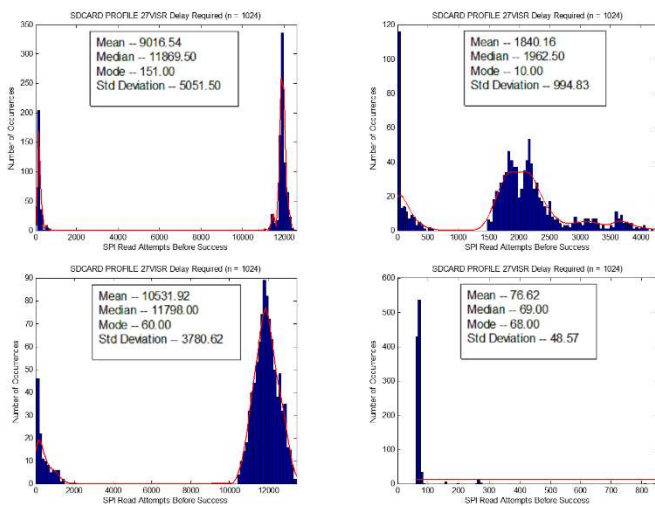 SDCARD PROFILE 27VISR Delay Required (n = 1024)
Mean -- 9016.54
Median -- 11869.50
Mode -- 151.00
Std Deviation -- 5051.50
Number of Occurrences
350
300
250
200
150
100
50
0
0 2000 4000 6000 8000 10000 12000
SPI Read Attempts Before Success
SDCARD PROFILE 27VISR Delay Required (n = 1024)
Mean -- 1840.16
Median -- 1962.50
Mode -- 10.00
Std Deviation -- 994.83
Number of Occurrences
120
100
80
60
40
20
0
0 500 1000 1500 2000 2500 3000 3500 4000
SPI Read Attempts Before Success
SDCARD PROFILE 27VISR Delay Required (n = 1024)
Mean -- 10531.92
Median -- 11798.00
Mode -- 60.00
Std Deviation -- 3780.62
Number of Occurrences
90
80
70
60
50
40
30
20
10
0
0 2000 4000 6000 8000 10000 12000
SPI Read Attempts Before Success
SDCARD PROFILE 27VISR Delay Required (n = 1024)
Mean -- 76.62
Median -- 69.00
Mode -- 68.00
Std Deviation -- 48.57
Number of Occurrences
600
500
400
300
200
100
0
0 100 200 300 400 500 600 700 800
SPI Read Attempts Before Success